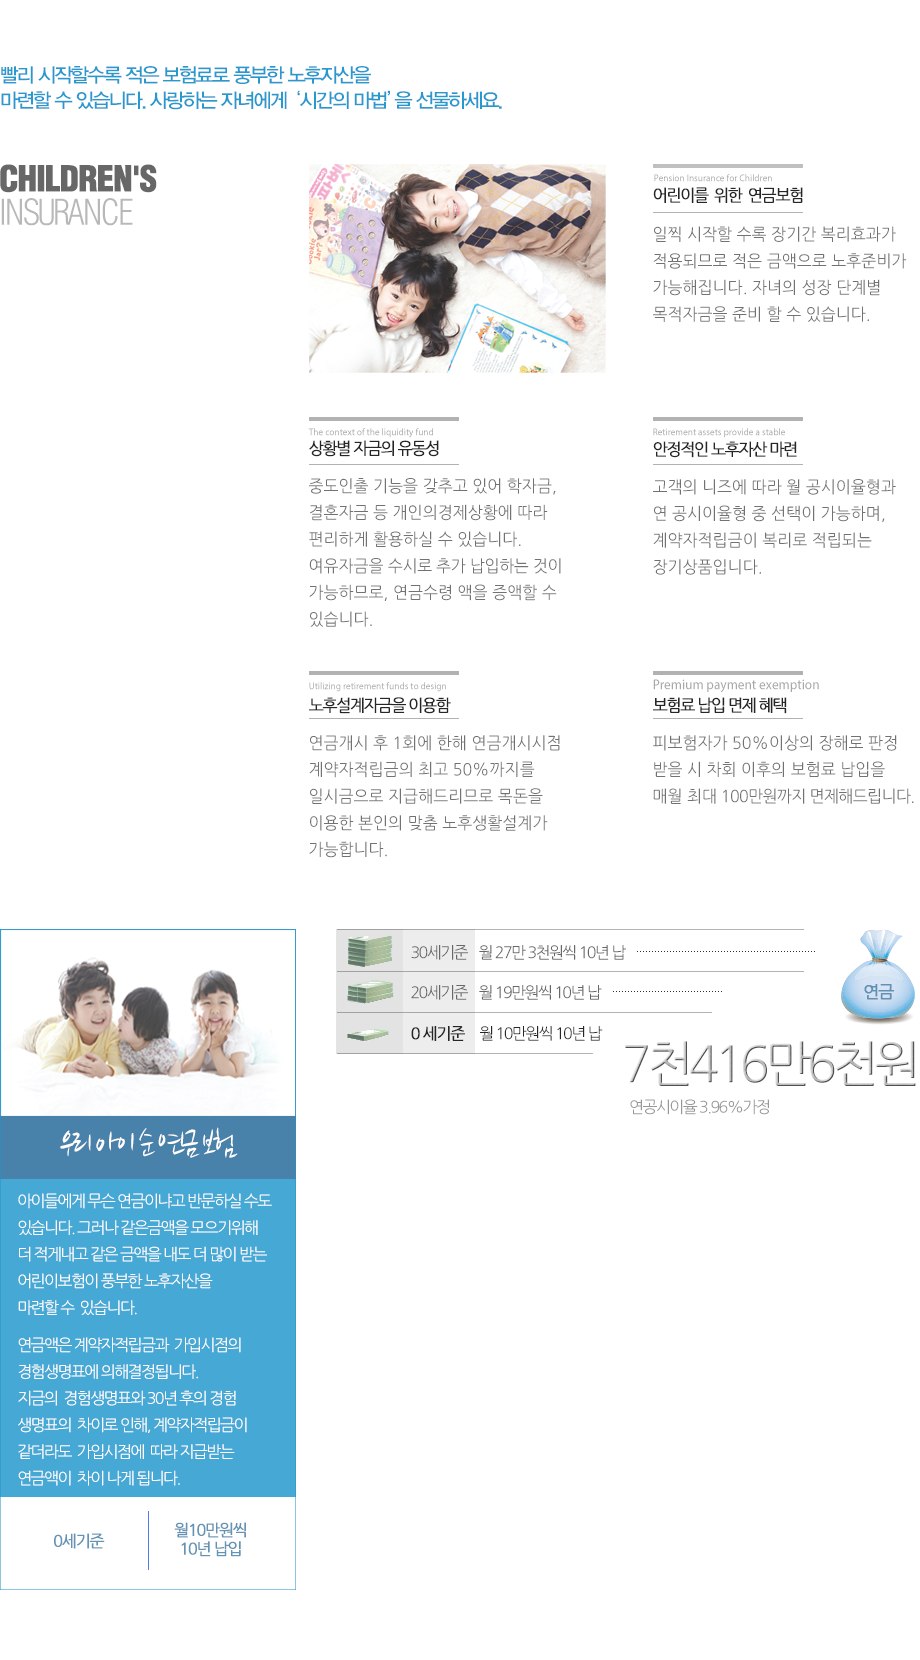 빨리 시작할수록 적은 보험료로 풍부한 노후자산을
마련할 수 있습니다. 사랑하는 자녀에게 ‘시간의 마법’을 선물하세요.
CHILDREN'S
INSURANCE
Pension Insurance for Children
어린이를 위한 연금보험
일찍 시작할 수록 장기간 복리효과가
적용되므로 적은 금액으로 노후준비가
가능해집니다. 자녀의 성장 단계별
목적자금을 준비 할 수 있습니다.
The context of the liquidity fund
상황별 자금의 유동성
중도인출 기능을 갖추고 있어 학자금,
결혼자금 등 개인의경제상황에 따라
편리하게 활용하실 수 있습니다.
여유자금을 수시로 추가 납입하는 것이
가능하므로, 연금수령 액을 증액할 수
있습니다.
Retirement assets provide a stable
안정적인 노후자산 마련
고객의 니즈에 따라 월 공시이율형과
연 공시이율형 중 선택이 가능하며,
계약자적립금이 복리로 적립되는
장기상품입니다.
Utilizing retirement funds to design
노후설계자금을 이용함
연금개시 후 1회에 한해 연금개시시점
계약자적립금의 최고 50%까지를
일시금으로 지급해드리므로 목돈을
이용한 본인의 맞춤 노후생활설계가
가능합니다.
Premium payment exemption
보험료 납입 면제 혜택
피보험자가 50%이상의 장해로 판정
받을 시 차회 이후의 보험료 납입을
매월 최대 100만원까지 면제해드립니다.
30세기준 월 27만 3천원씩 10년 납
20세기준 월 19만원씩 10년 납
0 세기준 월 10만원씩 10년 납
연금
7천416만6천원
연공시이율 3.96%가정
우리아이 순연금보험
아이들에게 무슨 연금이냐고 반문하실 수도
있습니다. 그러나 같은금액을 모으기위해
더 적게내고 같은 금액을 내도 더 많이 받는
어린이보험이 풍부한 노후자산을
마련할 수 있습니다.
연금액은 계약자적립금과 가입시점의
경험생명표에 의해결정됩니다.
지금의 경험생명표와 30년 후의 경험
생명표의 차이로 인해, 계약자적립금이
같더라도 가입시점에 따라 지급받는
연금액이 차이 나게 됩니다.
0세기준
월10만원씩
10년 납입